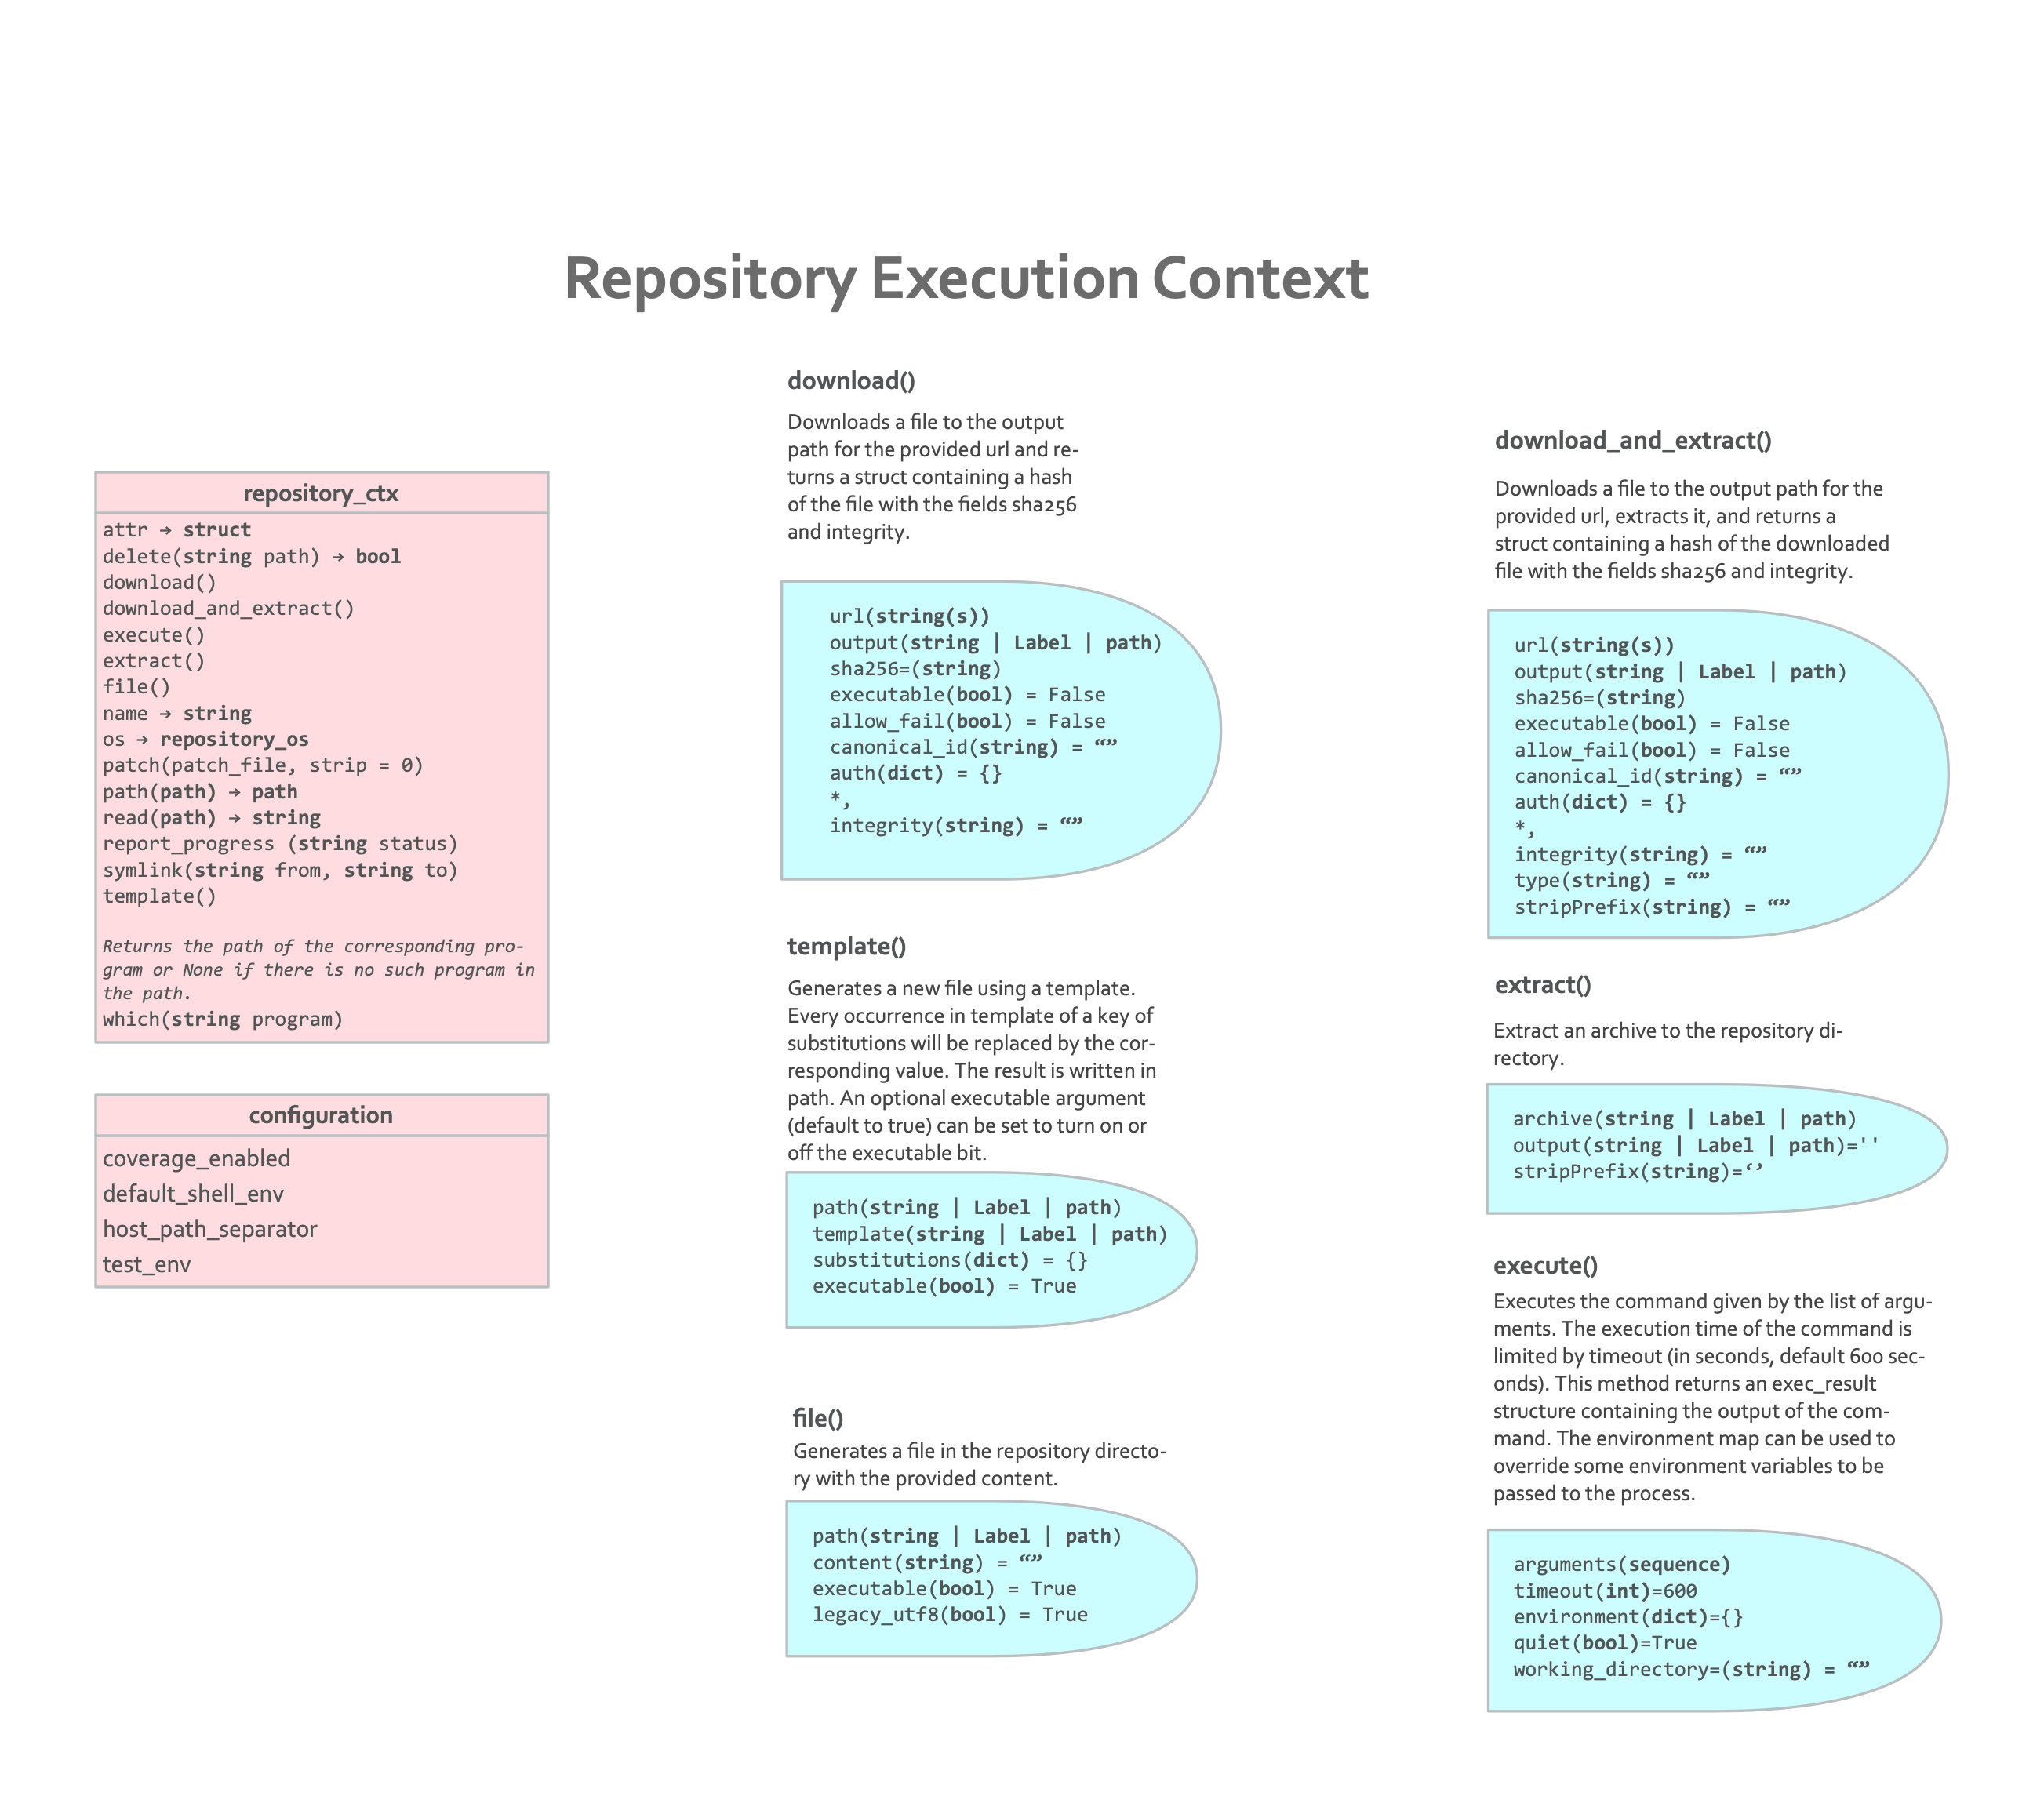 Repository Execution Context
repository_ctx
attr → struct
delete(string path) → bool
download()
download_and_extract()
execute()
extract()
file()
name → string
os → repository_os
patch(patch_file, strip = 0)
path(path) → path
read(path) → string
report_progress (string status)
symlink(string from, string to)
template()
Returns the path of the corresponding pro-
gram or None if there is no such program in
the path.
which(string program)
configuration
coverage_enabled
default_shell_env
host_path_separator
test_env
download()
Downloads a file to the output
path for the provided url and re-
turns a struct containing a hash
of the file with the fields sha256
and integrity.
url(string(s))
output(string | Label | path)
sha256=(string)
executable(bool) = False
allow_fail(bool) = False
canonical_id(string) = “”
auth(dict) = {}
*,
integrity(string) = “”
template()
Generates a new file using a template.
Every occurrence in template of a key of
substitutions will be replaced by the cor-
responding value. The result is written in
path. An optional executable argument
(default to true) can be set to turn on or
off the executable bit.
path(string | Label | path)
template(string | Label | path)
substitutions(dict) = {}
executable(bool) = True
file()
Generates a file in the repository directo-
ry with the provided content.
path(string | Label | path)
content(string) = “”
executable(bool) = True
legacy_utf8(bool) = True
download_and_extract()
Downloads a file to the output path for the
provided url, extracts it, and returns a
struct containing a hash of the downloaded
file with the fields sha256 and integrity.
url(string(s))
output(string | Label | path)
sha256=(string)
executable(bool) = False
allow_fail(bool) = False
canonical_id(string) = “”
auth(dict) = {}
*,
integrity(string) = “”
type(string) = “”
stripPrefix(string) = “”
extract()
Extract an archive to the repository di-
rectory.
archive(string | Label | path)
output(string | Label | path)=''
stripPrefix(string)=‘’
execute()
Executes the command given by the list of argu-
ments. The execution time of the command is
limited by timeout (in seconds, default 600 sec-
onds). This method returns an exec_result
structure containing the output of the com-
mand. The environment map can be used to
override some environment variables to be
passed to the process.
arguments(sequence)
timeout(int)=600
environment(dict)={}
quiet(bool)=True
working_directory=(string) = “”